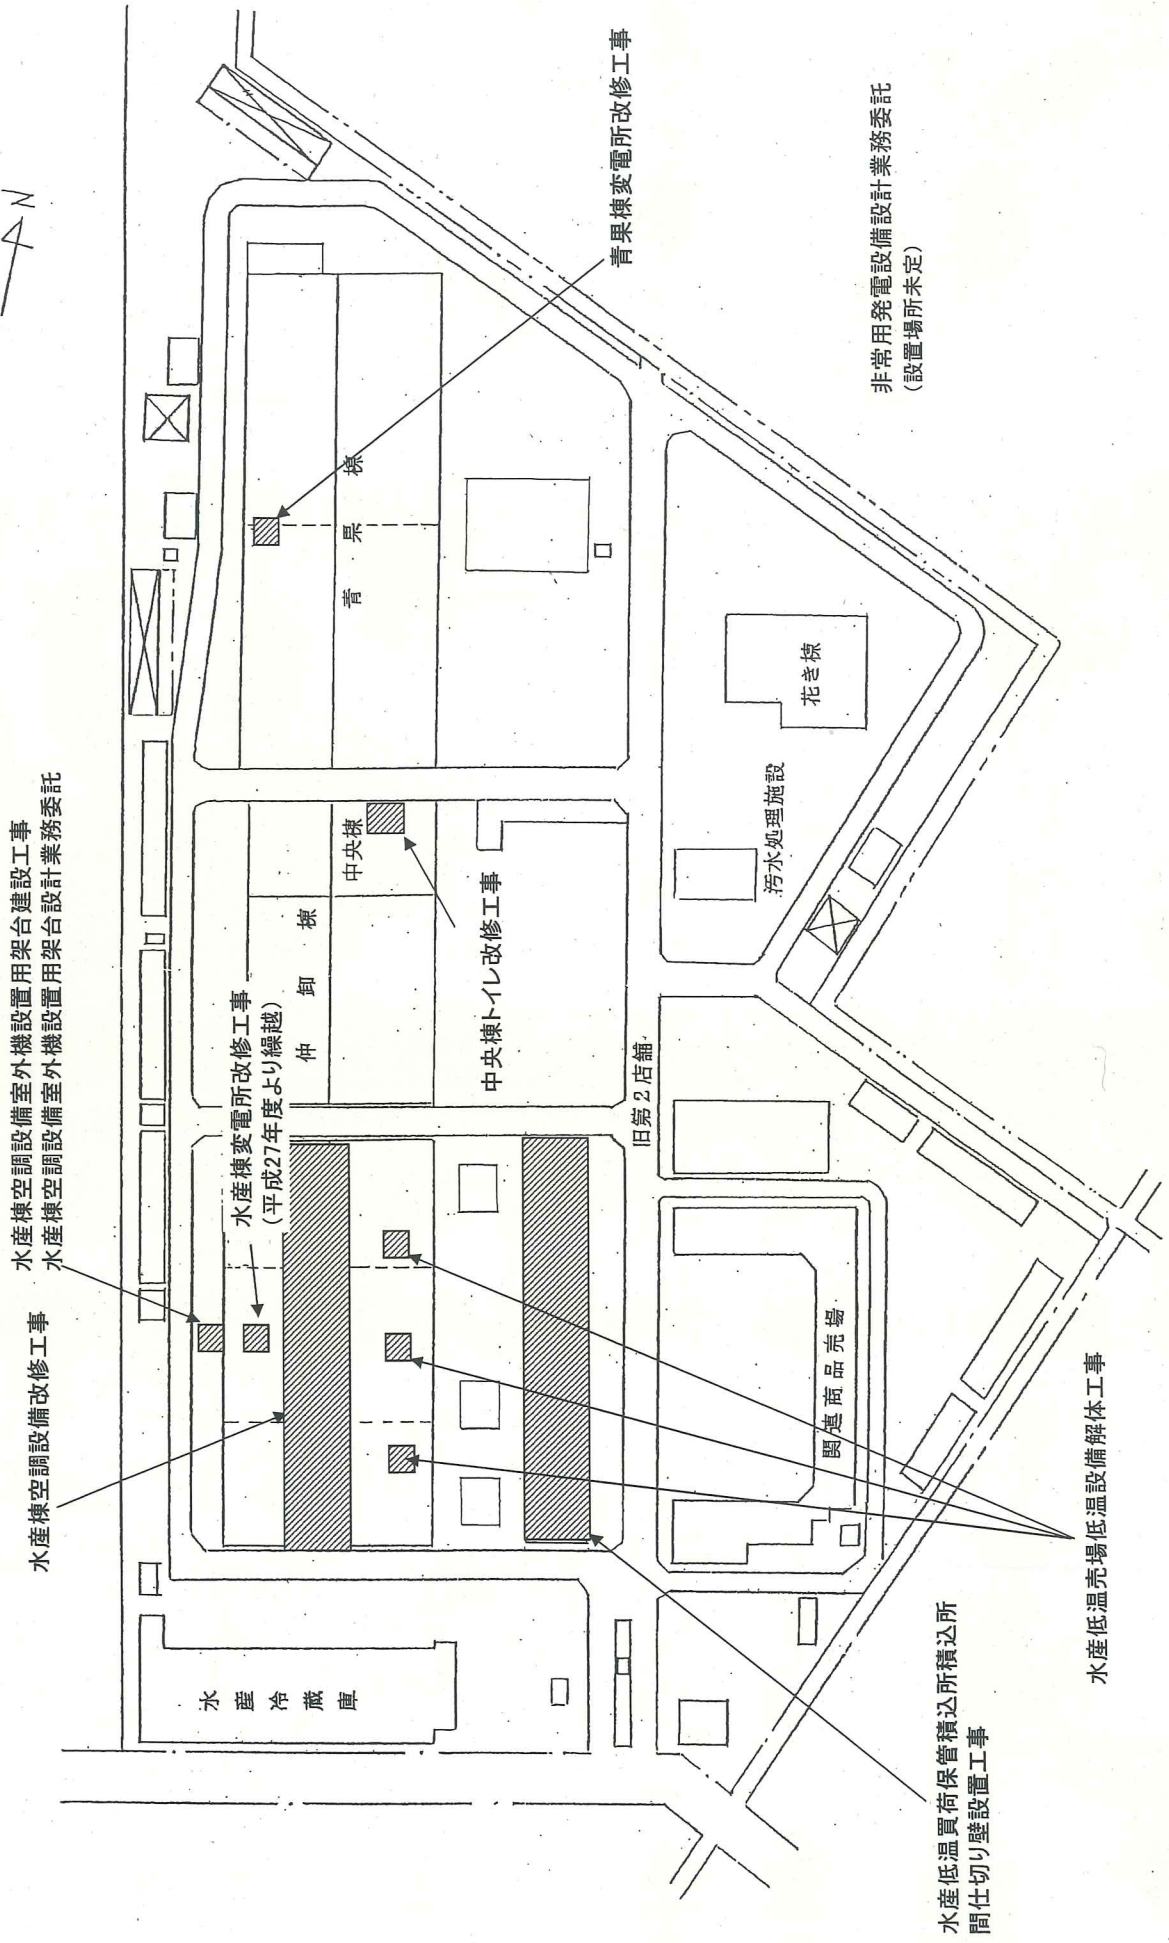 水産棟空調設備室外機設置用架台建設工事
水産棟空調設備室外機設置用架台設計業務委託
水産棟空調設備改修工事
水産棟変電所改修工事
(平成27年度より繰越)
N
青果棟変電所改修工事
青果棟
中央棟
仲卸棟
中央棟トイレ改修工事
非常用発電設備設計業務委託
(設置場所未定)
花き棟
汚水処理施設
旧第2店舗
関連商品売場
水産冷蔵庫
水産低温売場低温設備解体工事
水産低温買荷保管積込所積込所
間仕切り壁設置工事